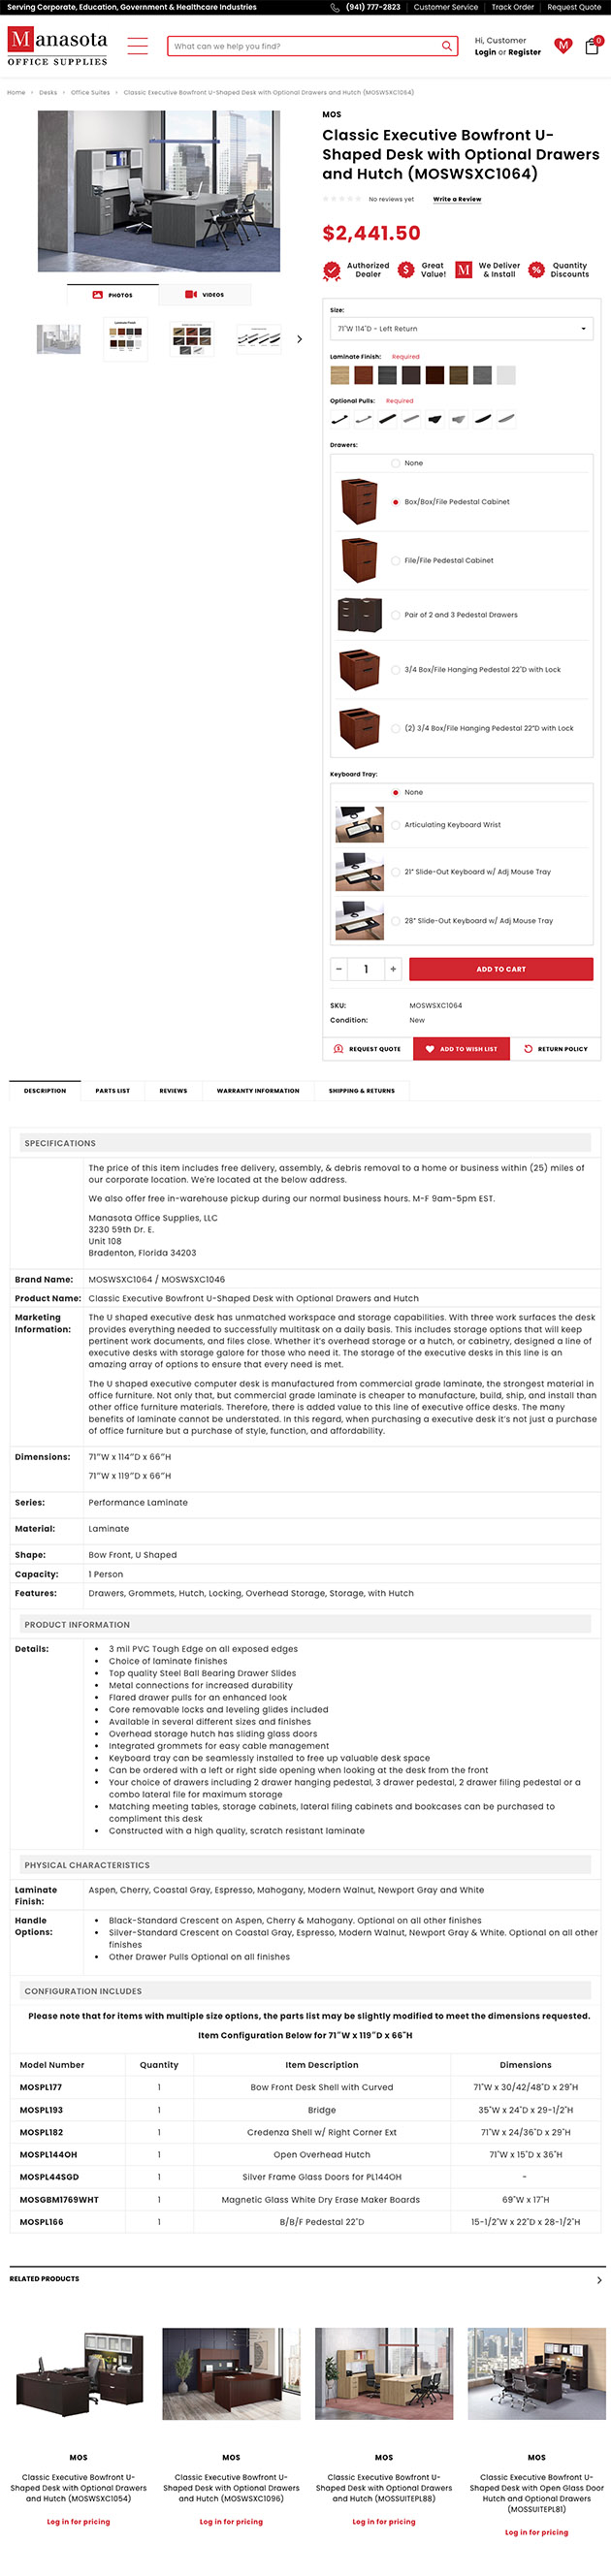 Serving Corporate, Education, Government & Healthcare Industries
(941) 777-2823
Customer Service
Track Order
Request Quote
Manasota
OFFICE SUPPLIES
What can we help you find?
Hi, Customer
Login or Register
M
0
Home
Desks
Office Suites
Classic Executive Bowfront U-Shaped Desk with Optional Drawers and Hutch (MOSWSXC1064)
MOS
Classic Executive Bowfront U-
Shaped Desk with Optional Drawers
and Hutch (MOSWSXC1064)
No reviews yet
Write a Review
$2,441.50
Authorized
Dealer
Great
Value!
We Deliver
& Install
Quantity
Discounts
PHOTOS
VIDEOS
Size:
71"W 114"D - Left Return
Laminate Finish: Required
Optional Pulls: Required
Drawers:
None
Box/Box/File Pedestal Cabinet
File/File Pedestal Cabinet
Pair of 2 and 3 Pedestal Drawers
3/4 Box/File Hanging Pedestal 22"D with Lock
(2) 3/4 Box/File Hanging Pedestal 22"D with Lock
Keyboard Tray:
None
Articulating Keyboard Wrist
21" Slide-Out Keyboard w/ Adj Mouse Tray
28" Slide-Out Keyboard w/ Adj Mouse Tray
- 1 +
ADD TO CART
SKU: MOSWSXC1064
Condition: New
REQUEST QUOTE
ADD TO WISH LIST
RETURN POLICY
DESCRIPTION
PARTS LIST
REVIEWS
WARRANTY INFORMATION
SHIPPING & RETURNS
SPECIFICATIONS
The price of this item includes free delivery, assembly, & debris removal to a home or business within (25) miles of
our corporate location. We're located at the below address.
We also offer free in-warehouse pickup during our normal business hours. M-F 9am-5pm EST.
Manasota Office Supplies, LLC
3230 59th Dr. E.
Unit 108
Bradenton, Florida 34203
Brand Name: MOSWSXC1064 / MOSWSXC1046
Product Name: Classic Executive Bowfront U-Shaped Desk with Optional Drawers and Hutch
Marketing
Information:
The U shaped executive desk has unmatched workspace and storage capabilities. With three work surfaces the desk
provides everything needed to successfully multitask on a daily basis. This includes storage options that will keep
pertinent work documents, and files close. Whether it's overhead storage or a hutch, or cabinetry, designed a line of
executive desks with storage galore for those who need it. The storage of the executive desks in this line is an
amazing array of options to ensure that every need is met.
The U shaped executive computer desk is manufactured from commercial grade laminate, the strongest material in
office furniture. Not only that, but commercial grade laminate is cheaper to manufacture, build, ship, and install than
other office furniture materials. Therefore, there is added value to this line of executive office desks. The many
benefits of laminate cannot be understated. In this regard, when purchasing a executive desk it's not just a purchase
of office furniture but a purchase of style, function, and affordability.
Dimensions: 71"W x 114"D x 66"H
71"W x 119"D x 66"H
Series: Performance Laminate
Material: Laminate
Shape: Bow Front, U Shaped
Capacity: 1 Person
Features: Drawers, Grommets, Hutch, Locking, Overhead Storage, Storage, with Hutch
PRODUCT INFORMATION
Details:
• 3 mil PVC Tough Edge on all exposed edges
• Choice of laminate finishes
• Top quality Steel Ball Bearing Drawer Slides
• Metal connections for increased durability
• Flared drawer pulls for an enhanced look
• Core removable locks and leveling glides included
• Available in several different sizes and finishes
• Overhead storage hutch has sliding glass doors
• Integrated grommets for easy cable management
• Keyboard tray can be seamlessly installed to free up valuable desk space
• Can be ordered with a left or right side opening when looking at the desk from the front
• Your choice of drawers including 2 drawer hanging pedestal, 3 drawer pedestal, 2 drawer filing pedestal or a
combo lateral file for maximum storage
• Matching meeting tables, storage cabinets, lateral filing cabinets and bookcases can be purchased to
compliment this desk
• Constructed with a high quality, scratch resistant laminate
PHYSICAL CHARACTERISTICS
Laminate
Finish:
Aspen, Cherry, Coastal Gray, Espresso, Mahogany, Modern Walnut, Newport Gray and White
Handle
Options:
• Black-Standard Crescent on Aspen, Cherry & Mahogany. Optional on all other finishes
• Silver-Standard Crescent on Coastal Gray, Espresso, Modern Walnut, Newport Gray & White. Optional on all other
finishes
• Other Drawer Pulls Optional on all finishes
CONFIGURATION INCLUDES
Please note that for items with multiple size options, the parts list may be slightly modified to meet the dimensions requested.
Item Configuration Below for 71"W x 119"D x 66"H
Model Number Quantity Item Description Dimensions
MOSPL177 1 Bow Front Desk Shell with Curved 71"W x 30/42/48"D x 29"H
MOSPL193 1 Bridge 35"W x 24"D x 29-1/2"H
MOSPL182 1 Credenza Shell w/ Right Corner Ext 71"W x 24/36"D x 29"H
MOSPL144OH 1 Open Overhead Hutch 71"W x 15"D x 36"H
MOSPL44SGD 1 Silver Frame Glass Doors for PL144OH -
MOSGBM1769WHT 1 Magnetic Glass White Dry Erase Maker Boards 69"W x 17"H
MOSPL166 1 B/B/F Pedestal 22"D 15-1/2"W x 22"D x 28-1/2"H
RELATED PRODUCTS
MOS
Classic Executive Bowfront U-
Shaped Desk with Optional Drawers
and Hutch (MOSWSXC1054)
Log in for pricing
MOS
Classic Executive Bowfront U-
Shaped Desk with Optional Drawers
and Hutch (MOSWSXC1096)
Log in for pricing
MOS
Classic Executive Bowfront U-
Shaped Desk with Optional Drawers
and Hutch (MOSSUITEPL88)
Log in for pricing
MOS
Classic Executive Bowfront U-
Shaped Desk with Open Glass Door
Hutch and Optional Drawers
(MOSSUITEPL81)
Log in for pricing